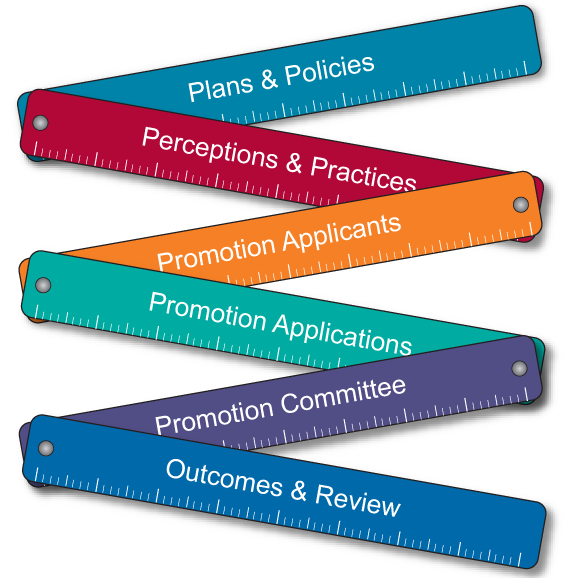 Plans & Policies
Perceptions & Practices
Promotion Applicants
Promotion Applications
Promotion Committee
Outcomes & Review